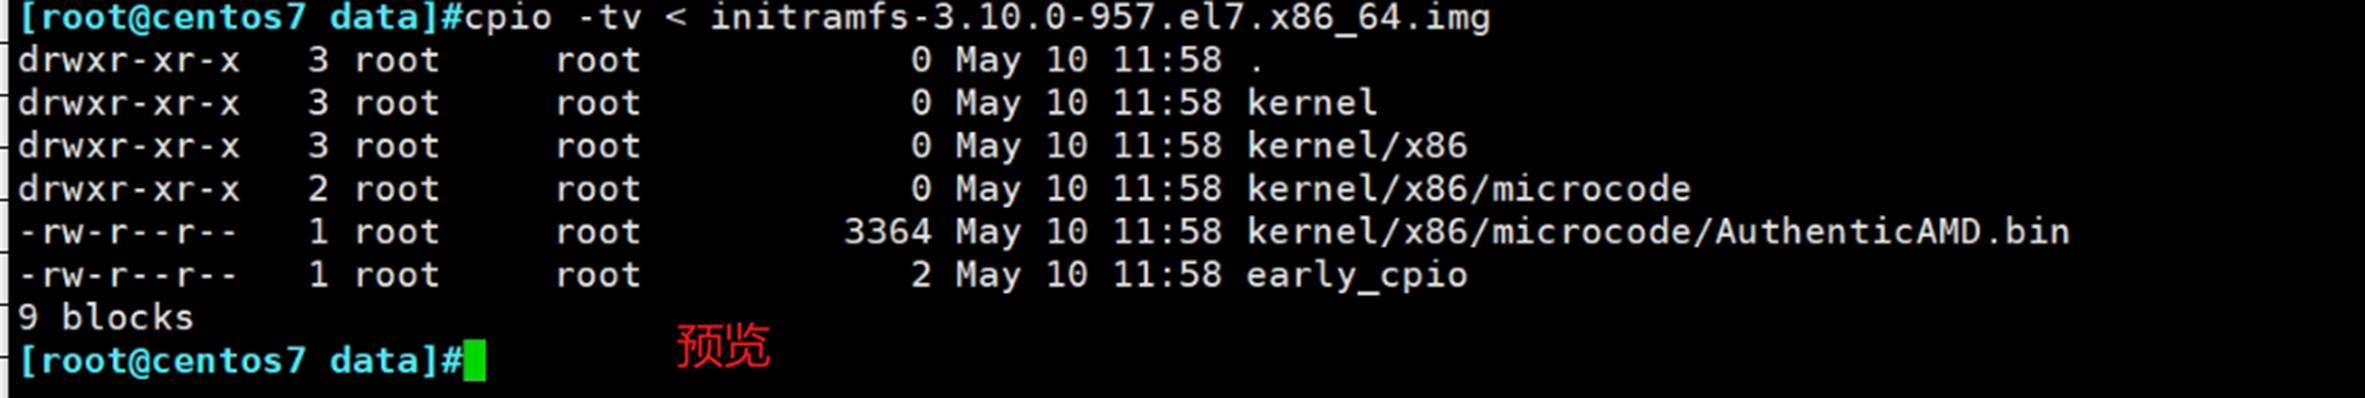 [root@centos7 data]#cpio -tv < initramfs-3.10.0-957.el7.x86_64.img
drwxr-xr-x   3 root     root            0 May 10 11:58 .
drwxr-xr-x   3 root     root            0 May 10 11:58 kernel
drwxr-xr-x   3 root     root            0 May 10 11:58 kernel/x86
drwxr-xr-x   2 root     root            0 May 10 11:58 kernel/x86/microcode
-rw-r--r--   1 root     root         3364 May 10 11:58 kernel/x86/microcode/AuthenticAMD.bin
-rw-r--r--   1 root     root            2 May 10 11:58 early_cpio
9 blocks
[root@centos7 data]#
预览